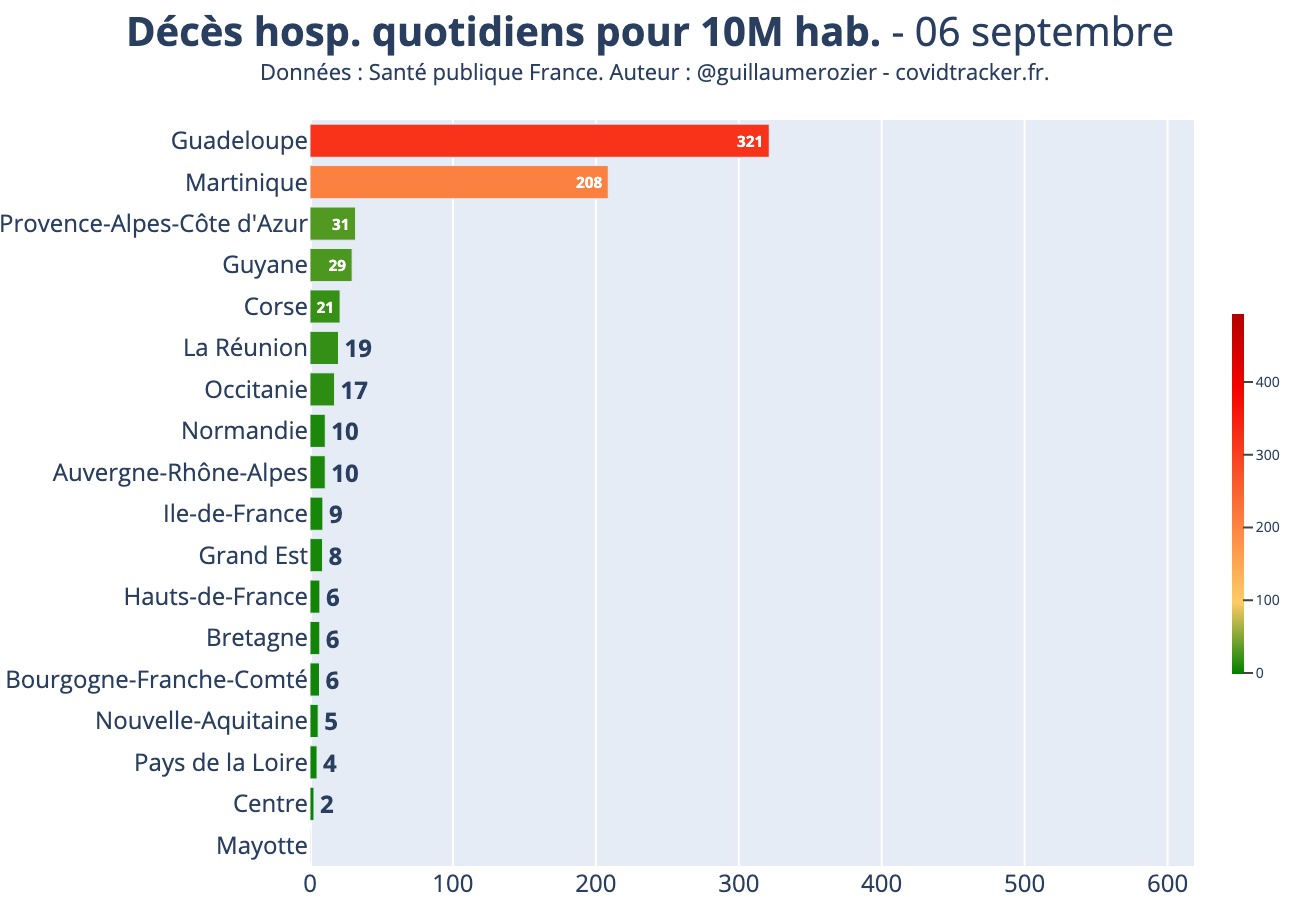 Décès hosp. quotidiens pour 10M hab. - 06 septembre
Données : Santé publique France. Auteur : @guillaumerozier - covidtracker.fr.
Guadeloupe 321
Martinique 208
Provence-Alpes-Côte d'Azur 31
Guyane 29
Corse 21
La Réunion 19
Occitanie 17
Normandie 10
Auvergne-Rhône-Alpes 10
Ile-de-France 9
Grand Est 8
Hauts-de-France 6
Bretagne 6
Bourgogne-Franche-Comté 6
Nouvelle-Aquitaine 5
Pays de la Loire 4
Centre 2
Mayotte
0 100 200 300 400 500 600
400
300
200
100
0